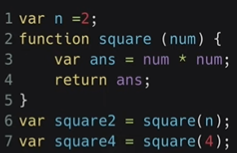 1 var n =2;
2 function square (num) {
3     var ans = num * num;
4     return ans;
5 }
6 var square2 = square(n);
7 var square4 = square(4);